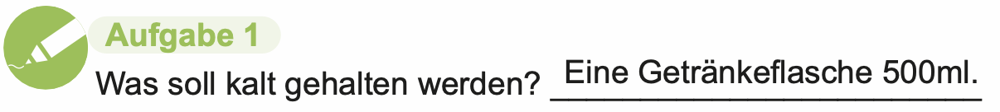 Aufgabe 1
Was soll kalt gehalten werden? Eine Getränkeflasche 500ml.